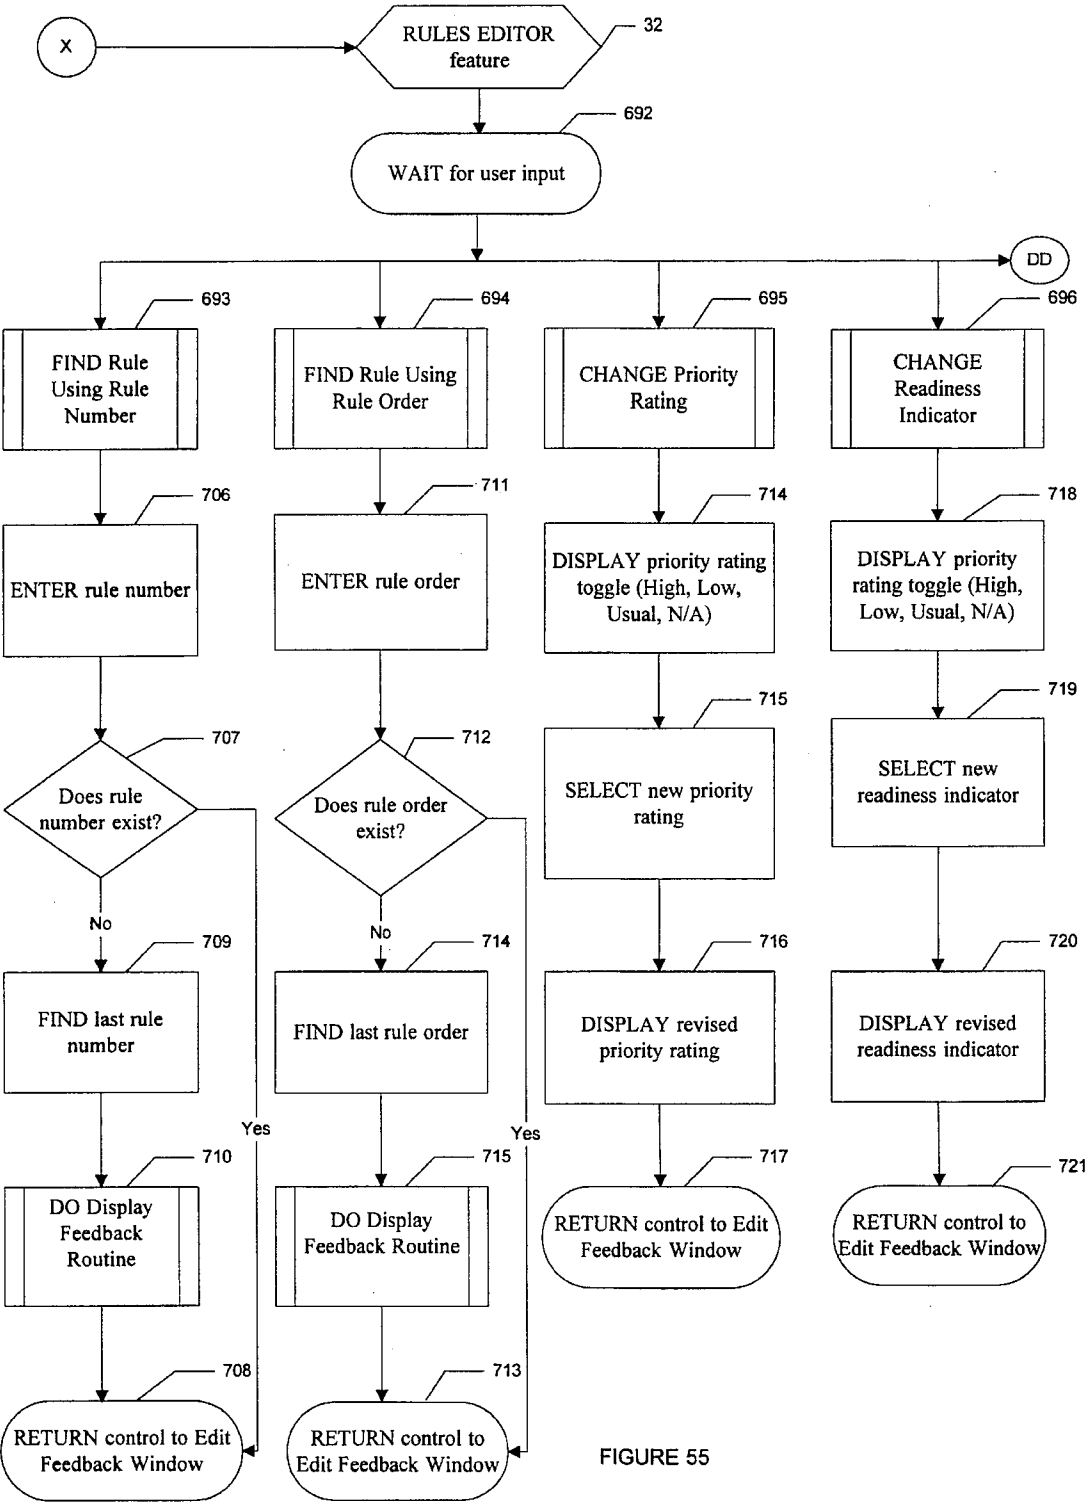 X
RULES EDITOR
feature
32
692
WAIT for user input
DD
693
FIND Rule
Using Rule
Number
706
ENTER rule number
707
Does rule
number exist?
No
709
FIND last rule
number
Yes
710
DO Display
Feedback
Routine
708
RETURN control to Edit
Feedback Window
694
FIND Rule Using
Rule Order
711
ENTER rule order
712
Does rule order
exist?
No
714
FIND last rule order
Yes
715
DO Display
Feedback Routine
713
RETURN control to
Edit Feedback Window
695
CHANGE Priority
Rating
714
DISPLAY priority rating
toggle (High, Low,
Usual, N/A)
715
SELECT new priority
rating
716
DISPLAY revised
priority rating
717
RETURN control to Edit
Feedback Window
696
CHANGE
Readiness
Indicator
718
DISPLAY priority
rating toggle (High,
Low, Usual, N/A)
719
SELECT new
readiness indicator
720
DISPLAY revised
readiness indicator
721
RETURN control to
Edit Feedback Window
FIGURE 55